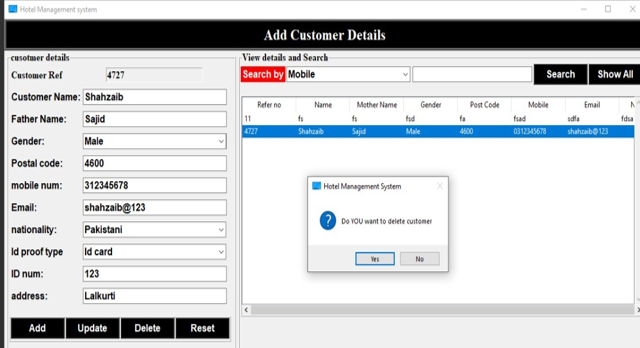 Hotel Management system
Add Customer Details
cusotmer details
Customer Ref 4727
Customer Name: Shahzaib
Father Name: Sajid
Gender: Male
Postal code: 4600
mobile num: 312345678
Email: shahzaib@123
nationality: Pakistani
Id proof type Id card
ID num: 123
address: Lalkurti
Add Update Delete Reset
View details and Search
Search by Mobile Search Show All
Refer no Name Mother Name Gender Post Code Mobile Email N
11 fs fs fsd fa fsad sdfa fdsa
4727 Shahzaib Sajid Male 4600 0312345678 shahzaib@123
Hotel Management System
Do YOU want to delete customer
Yes No